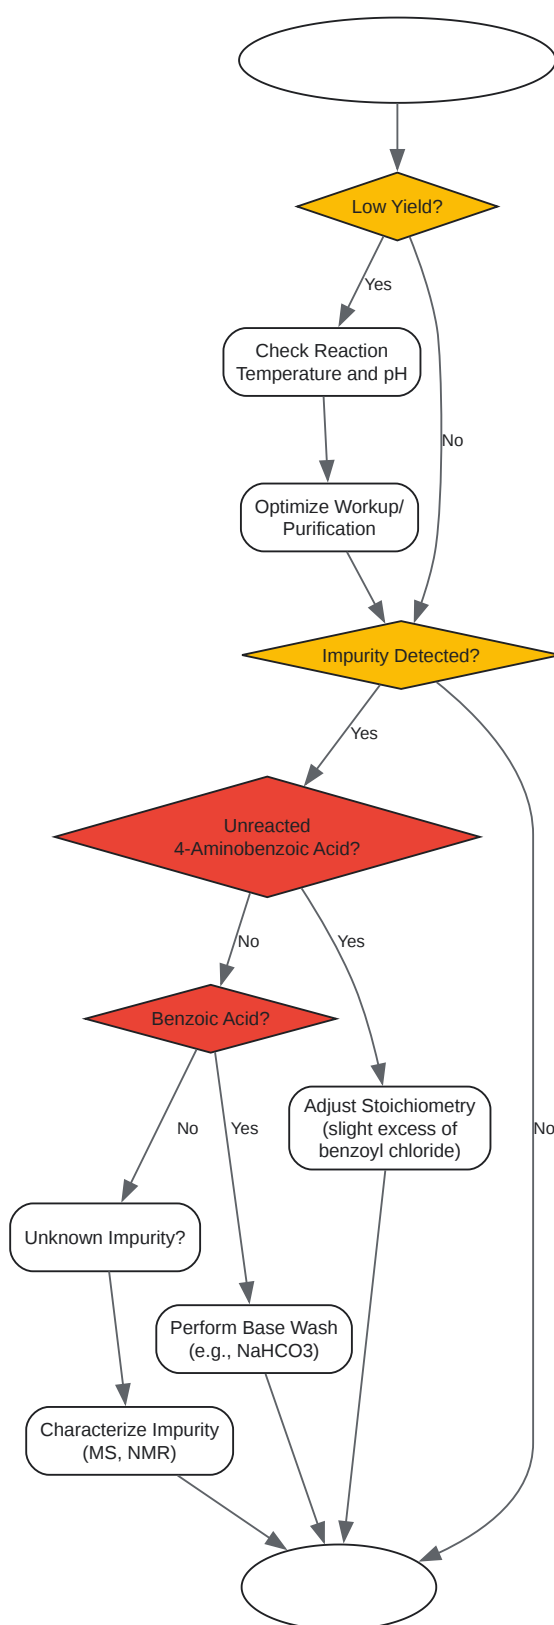 Low Yield?
Yes
Check Reaction
Temperature and pH
No
Optimize Workup/
Purification
Impurity Detected?
Yes
Unreacted
4-Aminobenzoic Acid?
No
Yes
Benzoic Acid?
Adjust Stoichiometry
(slight excess of
benzoyl chloride)
No
Yes
No
Unknown Impurity?
Perform Base Wash
(e.g., NaHCO3)
Characterize Impurity
(MS, NMR)